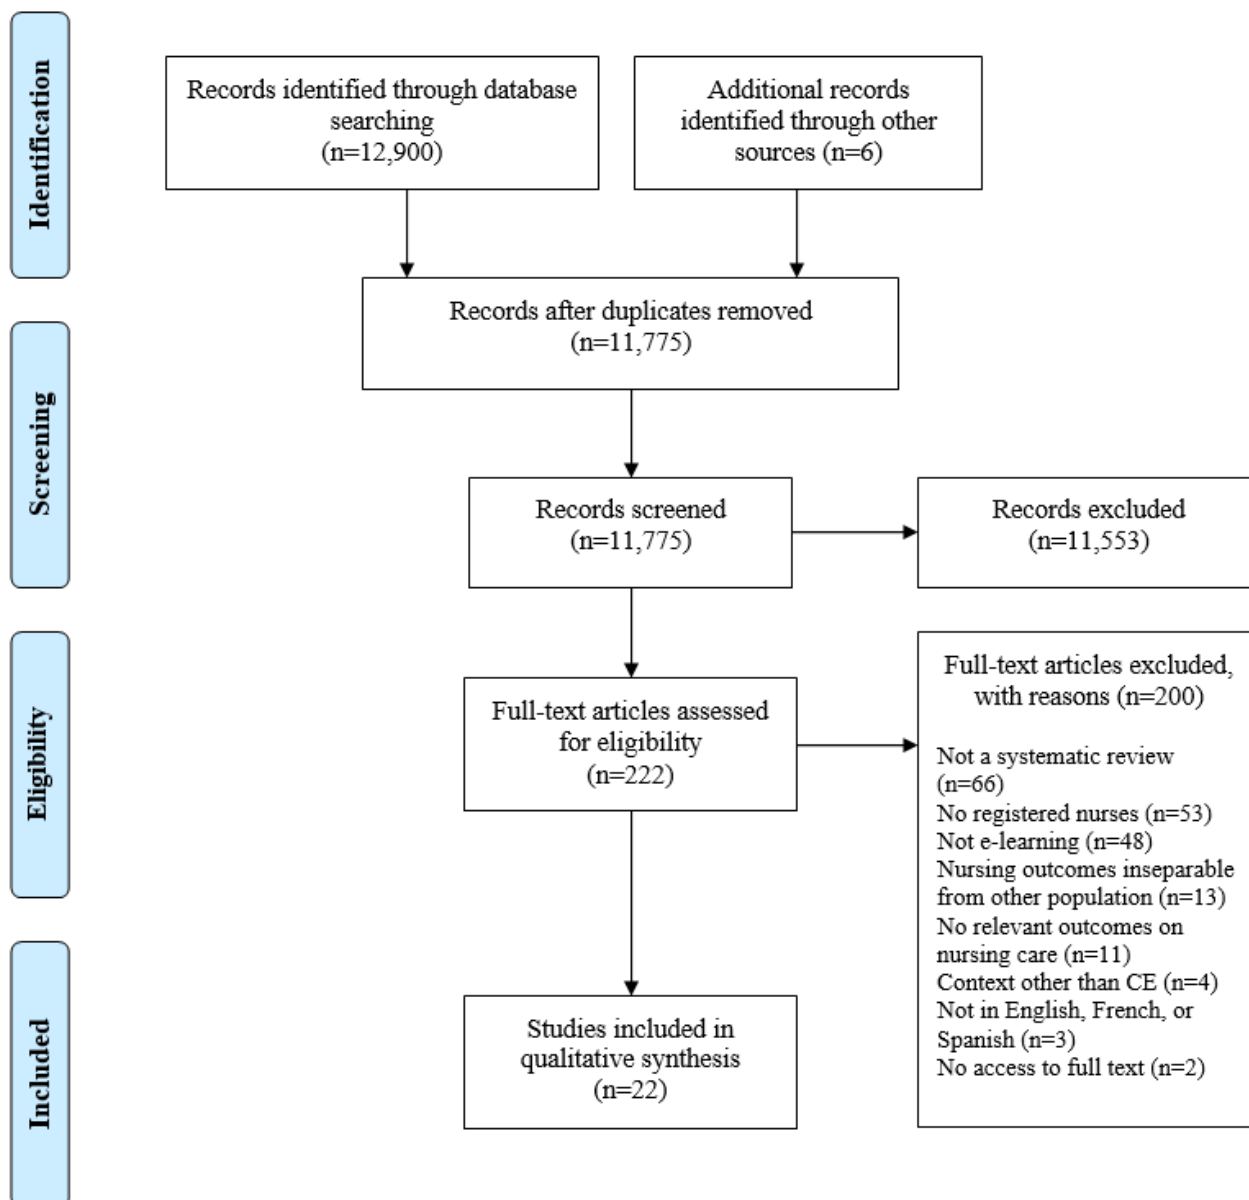 Identification
Records identified through database
searching
(n=12,900)
Additional records
identified through other
sources (n=6)
Records after duplicates removed
(n=11,775)
Screening
Records screened
(n=11,775)
Records excluded
(n=11,553)
Eligibility
Full-text articles assessed
for eligibility
(n=222)
Full-text articles excluded,
with reasons (n=200)
Not a systematic review
(n=66)
No registered nurses (n=53)
Not e-learning (n=48)
Nursing outcomes inseparable
from other population (n=13)
No relevant outcomes on
nursing care (n=11)
Context other than CE (n=4)
Not in English, French, or
Spanish (n=3)
No access to full text (n=2)
Included
Studies included in
qualitative synthesis
(n=22)